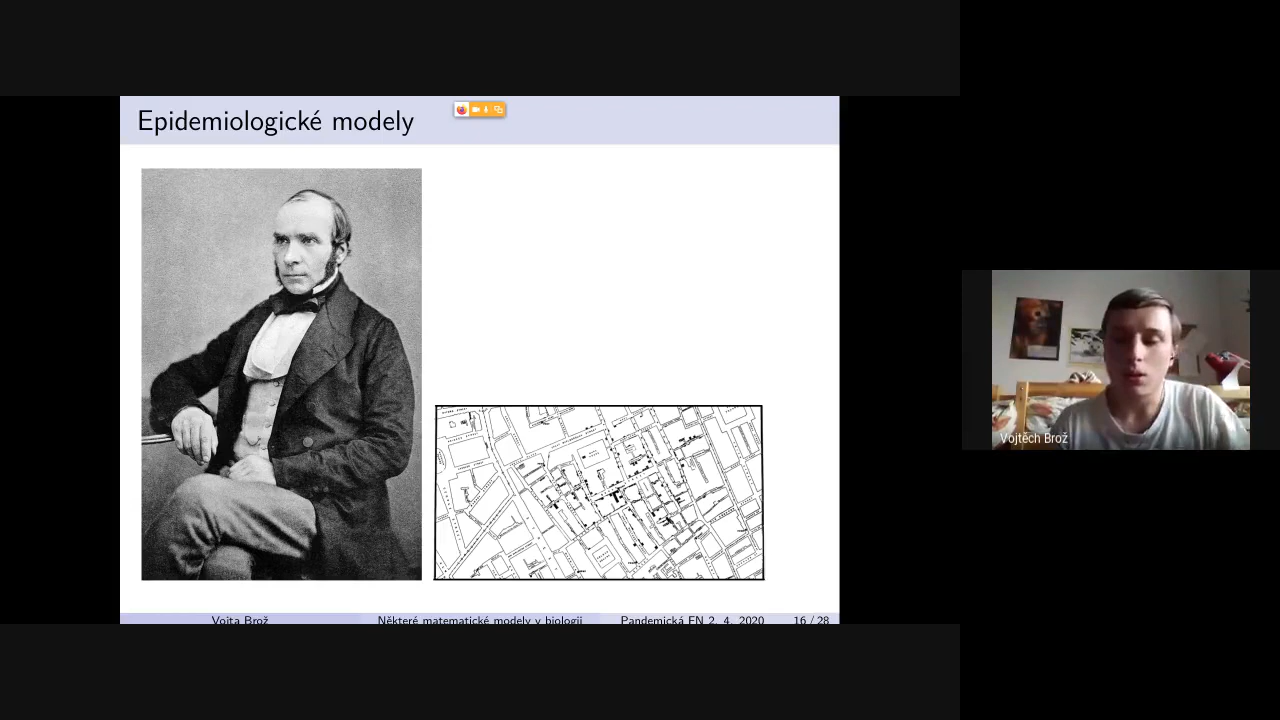 Epidemiologické modely
Vojtěch Brož
Vojta Brož
Některé matematické modely v biologii
Pandemická FN 2. 4. 2020
16 / 28